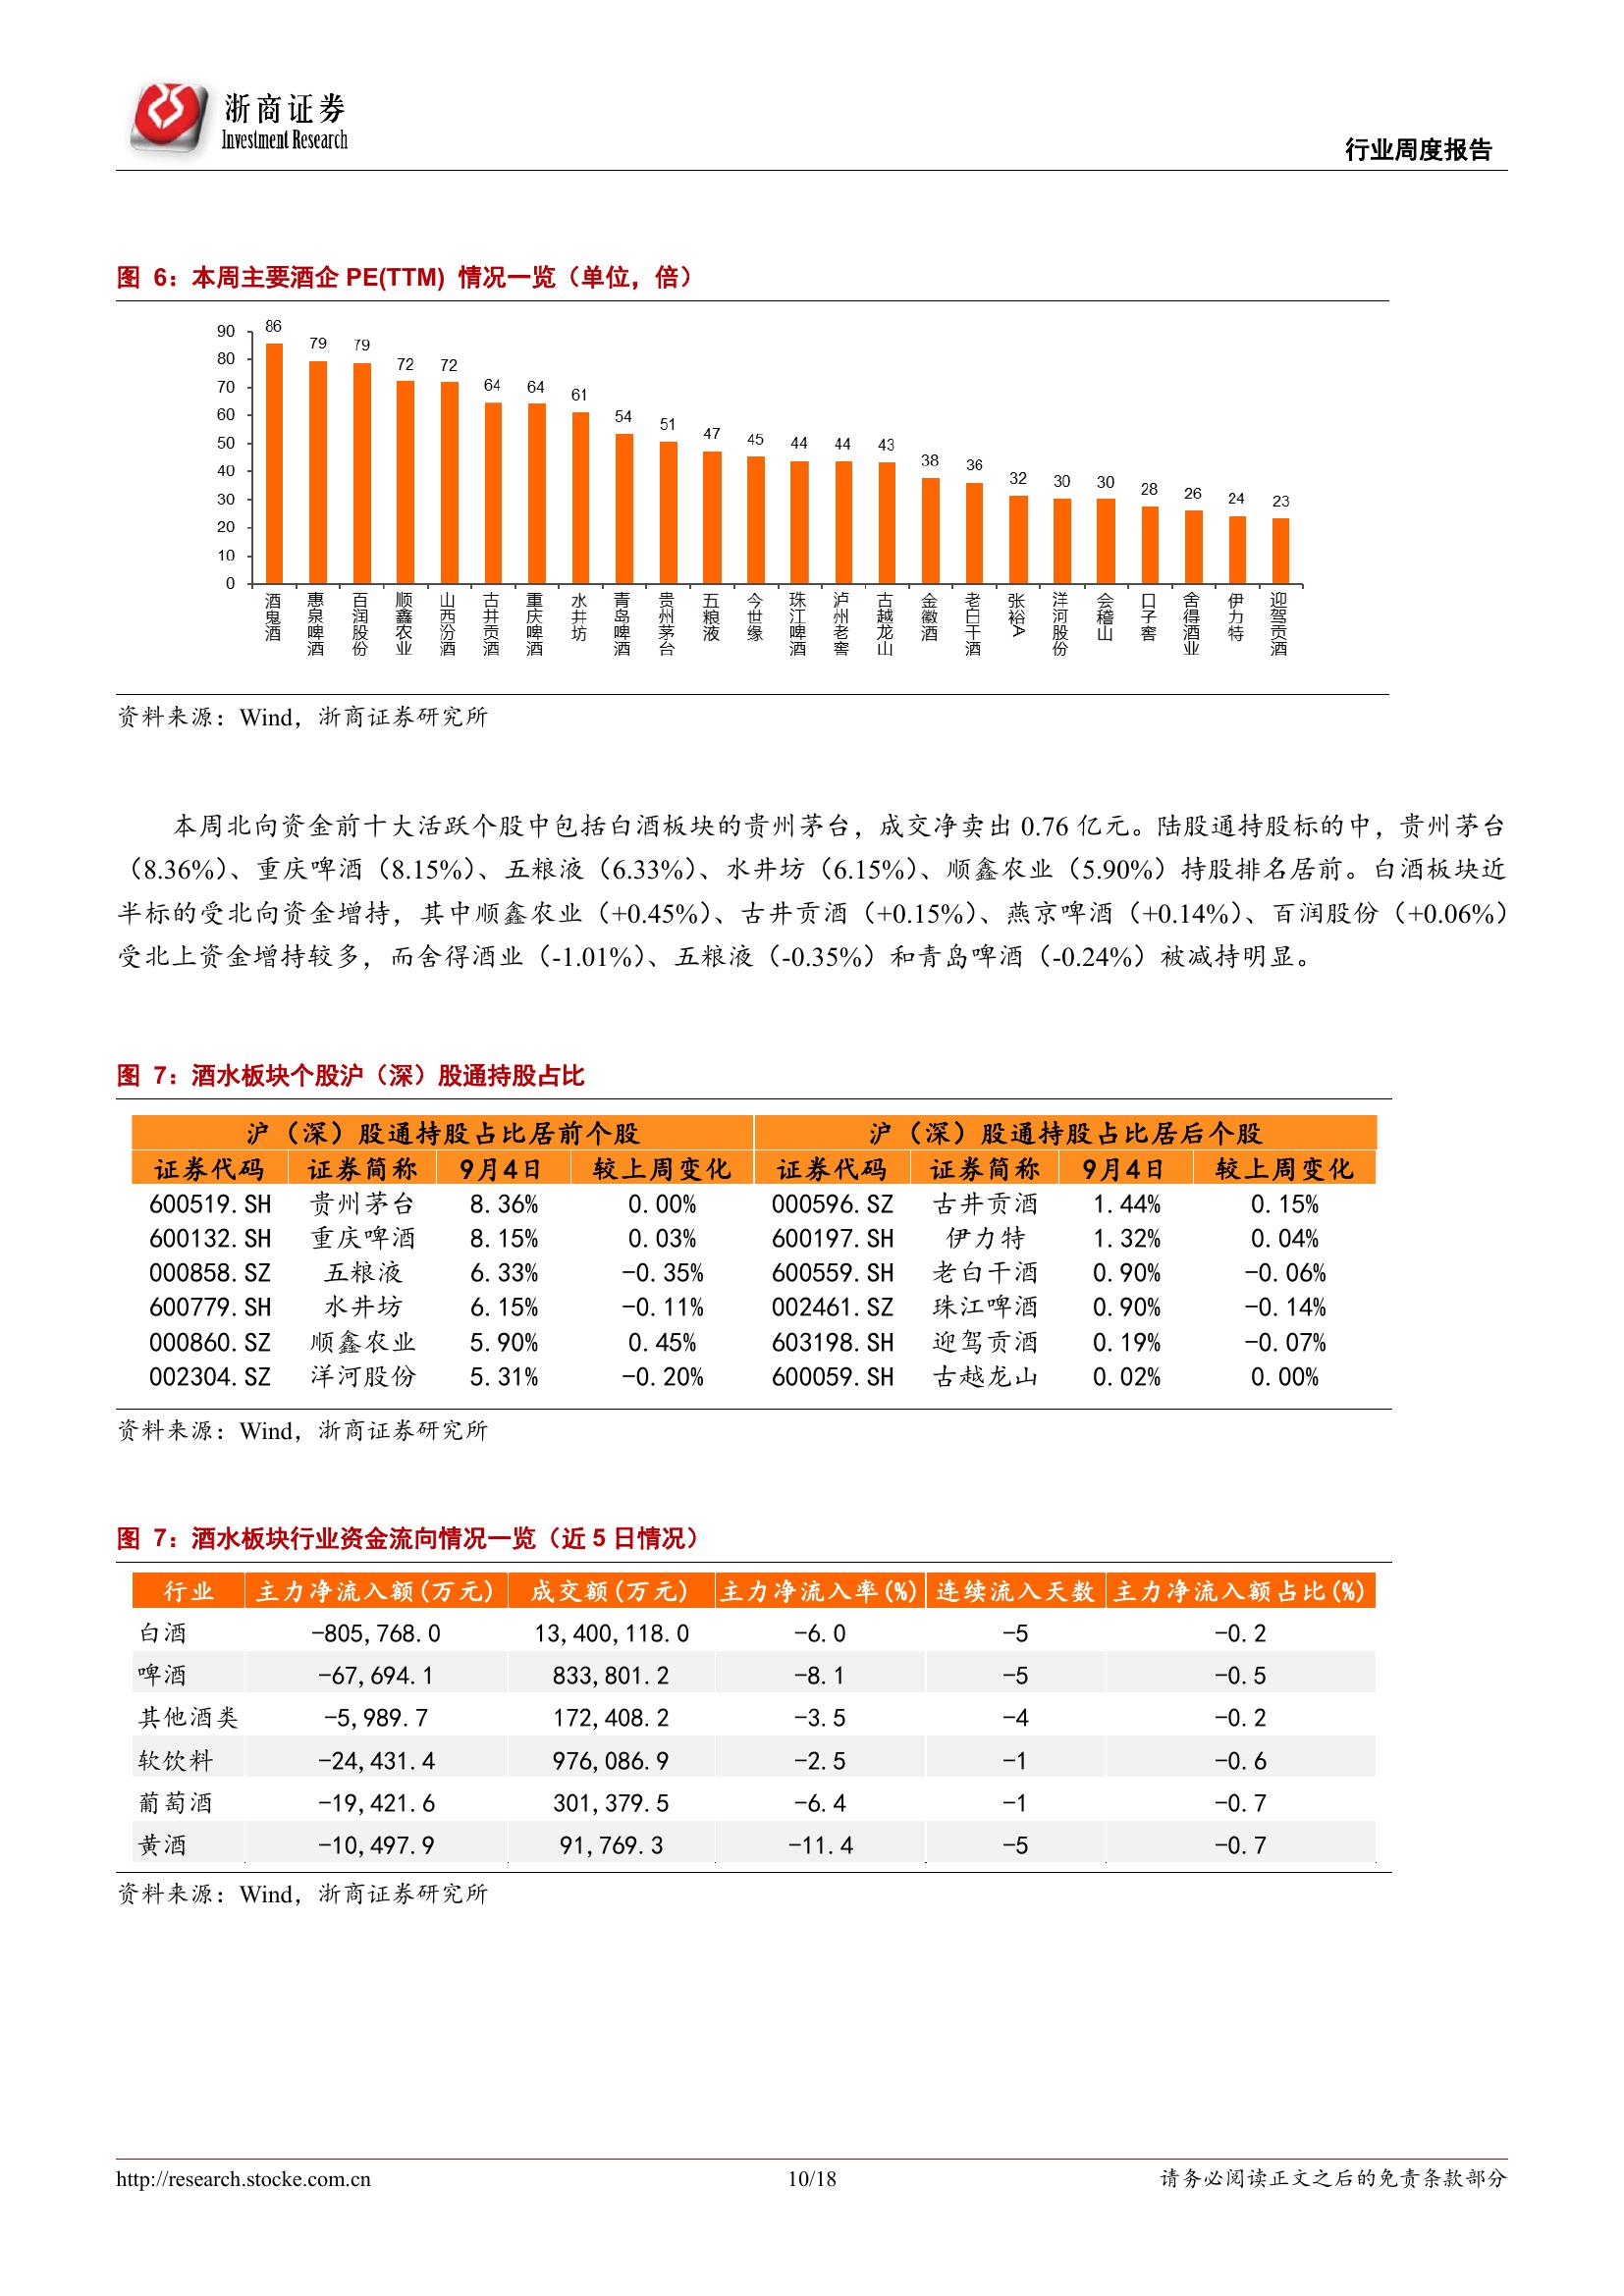 浙商证券
Investment Research
行业周度报告
图 6：本周主要酒企 PE(TTM) 情况一览（单位，倍）
90
80
70
60
50
40
30
20
10
0
86 79 79 72 72 64 64 61 54 51 47 45 44 44 43 38 36 32 30 30 28 26 24 23
酒鬼酒 惠泉啤酒 百润股份 顺鑫农业 山西汾酒 古井贡酒 重庆啤酒 水井坊 青岛啤酒 贵州茅台 五粮液 今世缘 珠江啤酒 泸州老窖 古越龙山 金徽酒 老白干酒 张裕A 洋河股份 会稽山 口子窖 舍得酒业 伊力特 迎驾贡酒
资料来源：Wind，浙商证券研究所
本周北向资金前十大活跃个股中包括白酒板块的贵州茅台，成交净卖出 0.76 亿元。陆股通持股标的中，贵州茅台
（8.36%）、重庆啤酒（8.15%）、五粮液（6.33%）、水井坊（6.15%）、顺鑫农业（5.90%）持股排名居前。白酒板块近
半标的受北向资金增持，其中顺鑫农业（+0.45%）、古井贡酒（+0.15%）、燕京啤酒（+0.14%）、百润股份（+0.06%）
受北上资金增持较多，而舍得酒业（-1.01%）、五粮液（-0.35%）和青岛啤酒（-0.24%）被减持明显。
图 7：酒水板块个股沪（深）股通持股占比
沪（深）股通持股占比居前个股 沪（深）股通持股占比居后个股
证券代码 证券简称 9月4日 较上周变化 证券代码 证券简称 9月4日 较上周变化
600519.SH 贵州茅台 8.36% 0.00% 000596.SZ 古井贡酒 1.44% 0.15%
600132.SH 重庆啤酒 8.15% 0.03% 600197.SH 伊力特 1.32% 0.04%
000858.SZ 五粮液 6.33% -0.35% 600559.SH 老白干酒 0.90% -0.06%
600779.SH 水井坊 6.15% -0.11% 002461.SZ 珠江啤酒 0.90% -0.14%
000860.SZ 顺鑫农业 5.90% 0.45% 603198.SH 迎驾贡酒 0.19% -0.07%
002304.SZ 洋河股份 5.31% -0.20% 600059.SH 古越龙山 0.02% 0.00%
资料来源：Wind，浙商证券研究所
图 7：酒水板块行业资金流向情况一览（近 5 日情况）
行业 主力净流入额(万元) 成交额(万元) 主力净流入率(%) 连续流入天数 主力净流入额占比(%)
白酒 -805,768.0 13,400,118.0 -6.0 -5 -0.2
啤酒 -67,694.1 833,801.2 -8.1 -5 -0.5
其他酒类 -5,989.7 172,408.2 -3.5 -4 -0.2
软饮料 -24,431.4 976,086.9 -2.5 -1 -0.6
葡萄酒 -19,421.6 301,379.5 -6.4 -1 -0.7
黄酒 -10,497.9 91,769.3 -11.4 -5 -0.7
资料来源：Wind，浙商证券研究所
http://research.stocke.com.cn 10/18 请务必阅读正文之后的免责条款部分